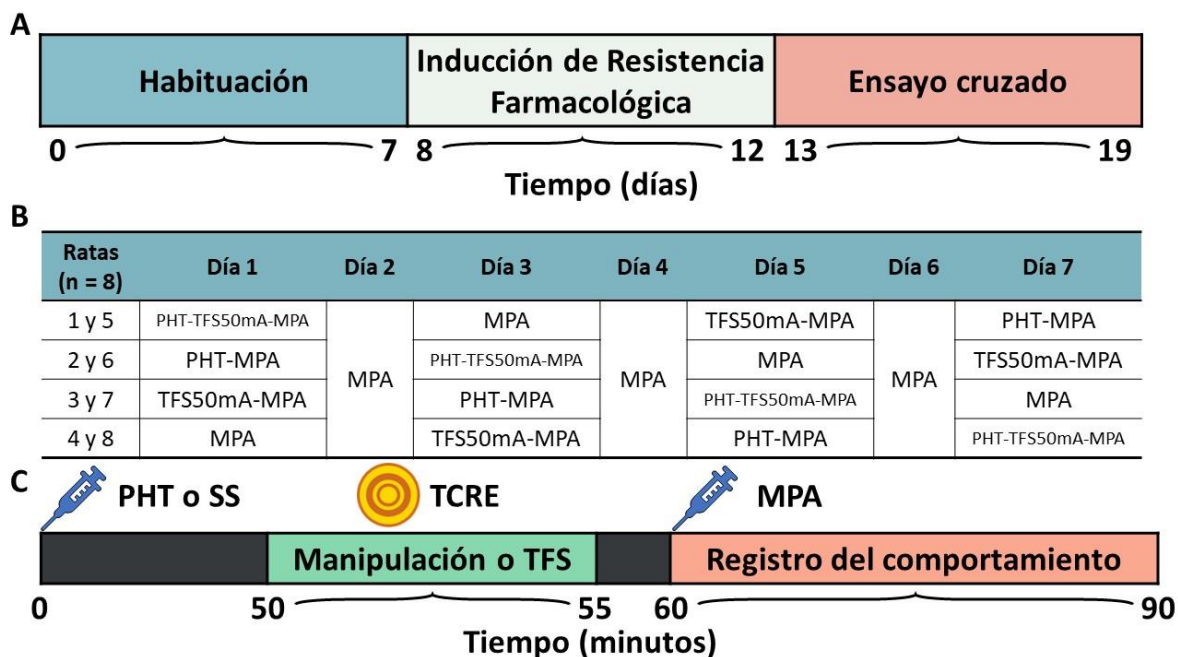 A
Habituación
Inducción de Resistencia
Farmacológica
Ensayo cruzado
0 7 8 12 13 19
Tiempo (días)
B
Ratas
(n = 8) Día 1 Día 2 Día 3 Día 4 Día 5 Día 6 Día 7
1 y 5 PHT-TFS50mA-MPA MPA MPA MPA TFS50mA-MPA MPA PHT-MPA
2 y 6 PHT-MPA PHT-TFS50mA-MPA MPA TFS50mA-MPA
3 y 7 TFS50mA-MPA PHT-MPA PHT-TFS50mA-MPA MPA
4 y 8 MPA TFS50mA-MPA PHT-MPA PHT-TFS50mA-MPA
C
PHT o SS TCRE MPA
Manipulación o TFS Registro del comportamiento
0 50 55 60 90
Tiempo (minutos)